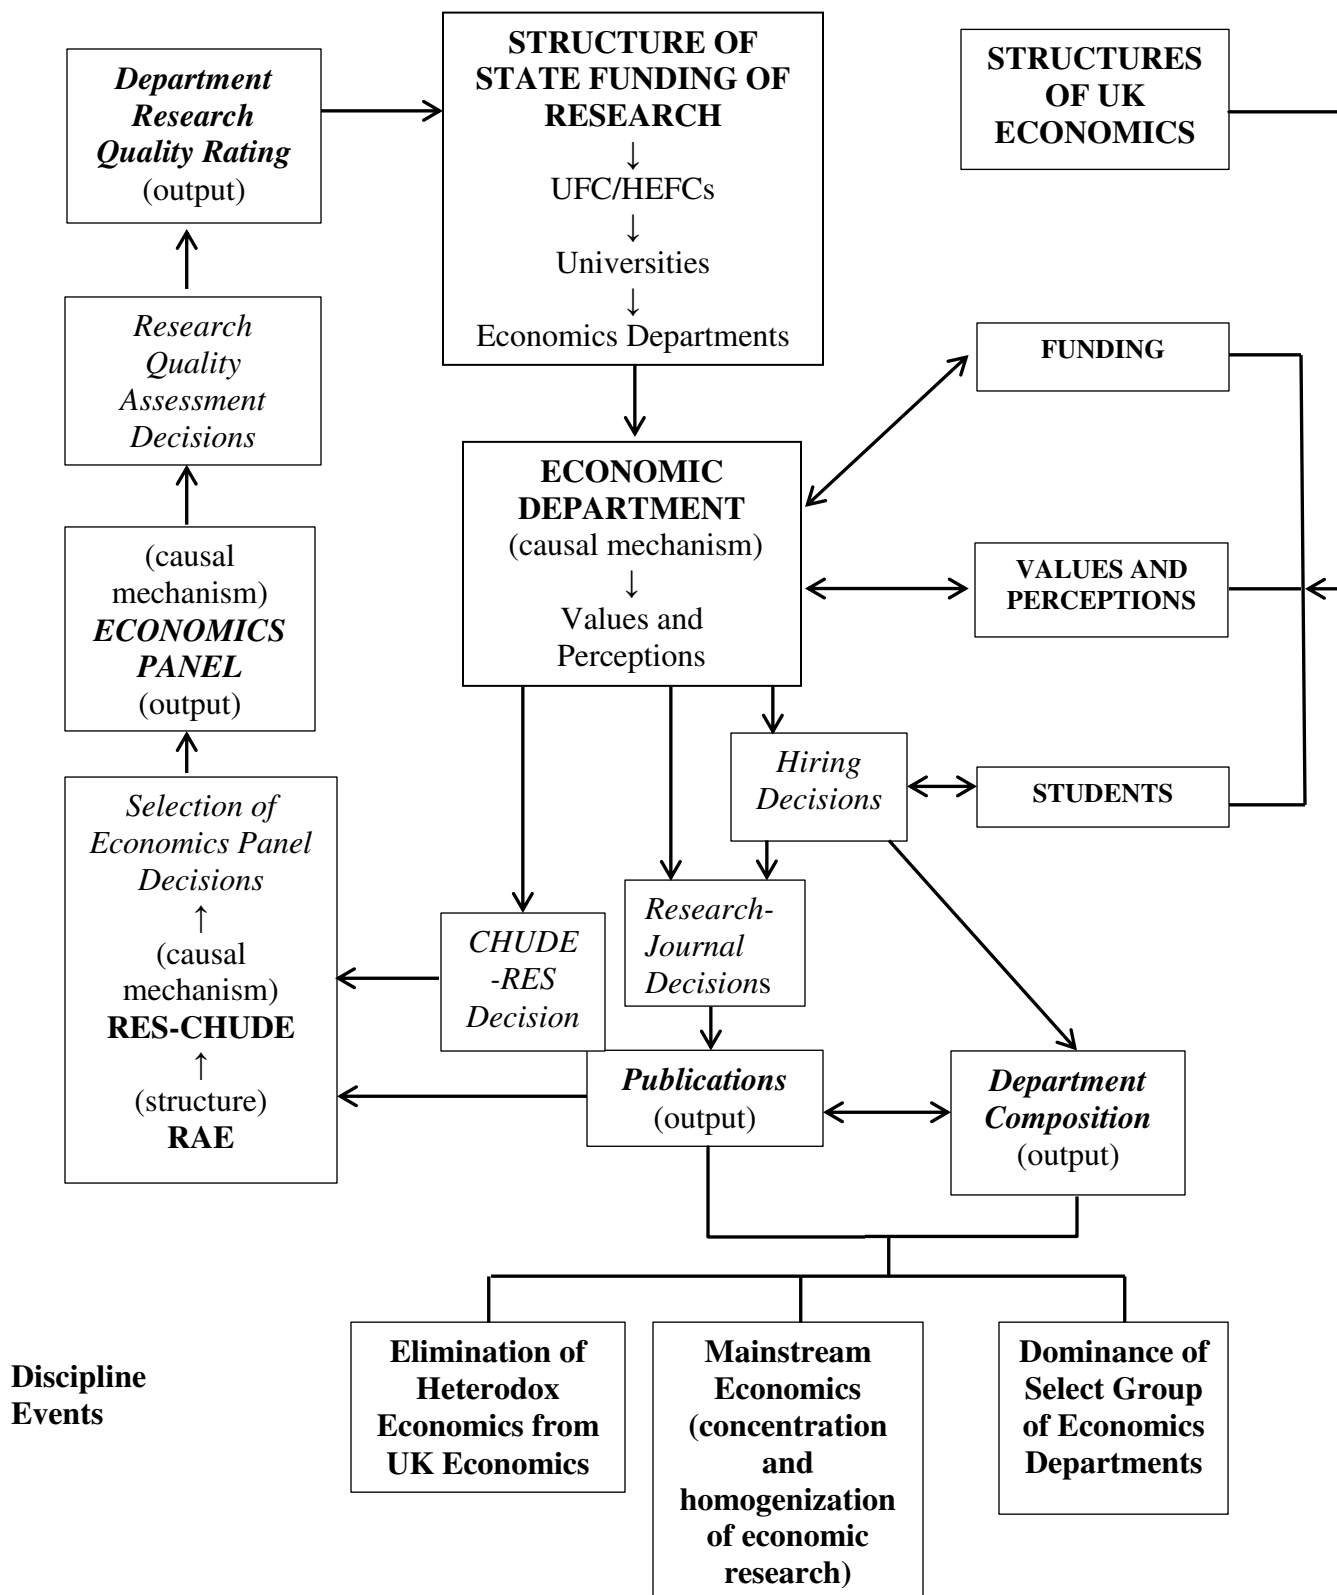 Department
Research
Quality Rating
(output)
STRUCTURE OF
STATE FUNDING OF
RESEARCH
↓
UFC/HEFCs
↓
Universities
↓
Economics Departments
STRUCTURES
OF UK
ECONOMICS
Research
Quality
Assessment
Decisions
FUNDING
ECONOMIC
DEPARTMENT
(causal mechanism)
↓
Values and
Perceptions
VALUES AND
PERCEPTIONS
(causal
mechanism)
ECONOMICS
PANEL
(output)
Hiring
Decisions
STUDENTS
Selection of
Economics Panel
Decisions
↑
(causal
mechanism)
RES-CHUDE
↑
(structure)
RAE
CHUDE
-RES
Decision
Research-
Journal
Decisions
Publications
(output)
Department
Composition
(output)
Discipline
Events
Elimination of
Heterodox
Economics from
UK Economics
Mainstream
Economics
(concentration
and
homogenization
of economic
research)
Dominance of
Select Group
of Economics
Departments